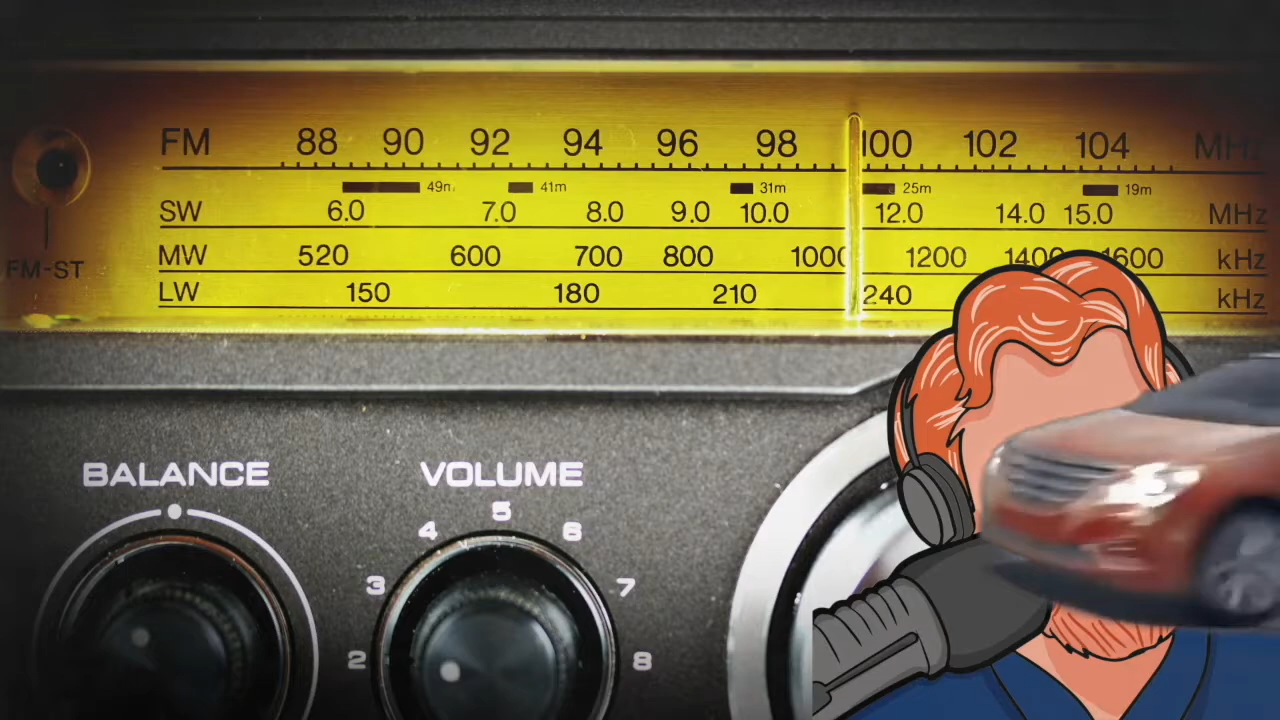 FM 88 90 92 94 96 98 100 102 104 MHz
49m 41m 31m 25m 19m
SW 6.0 7.0 8.0 9.0 10.0 12.0 14.0 15.0 MHz
MW 520 600 700 800 1000 1200 1400 1600 kHz
LW 150 180 210 240 kHz
FM-ST
BALANCE
VOLUME
2 3 4 5 6 7 8